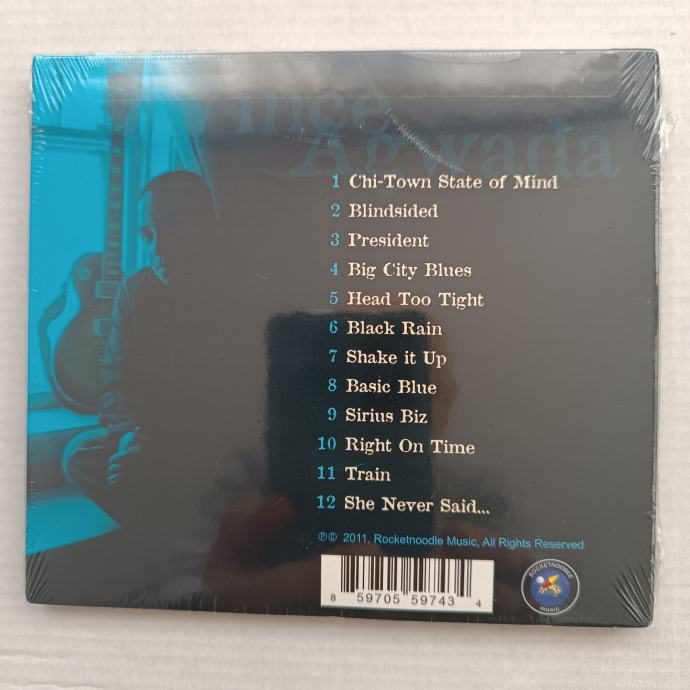 Vince
Agwada
1 Chi-Town State of Mind
2 Blindsided
3 President
4 Big City Blues
5 Head Too Tight
6 Black Rain
7 Shake it Up
8 Basic Blue
9 Sirius Biz
10 Right On Time
11 Train
12 She Never Said...
℗© 2011, Rocketnoodle Music, All Rights Reserved
8 59705 59743 4
ROCKETNOODLE
music